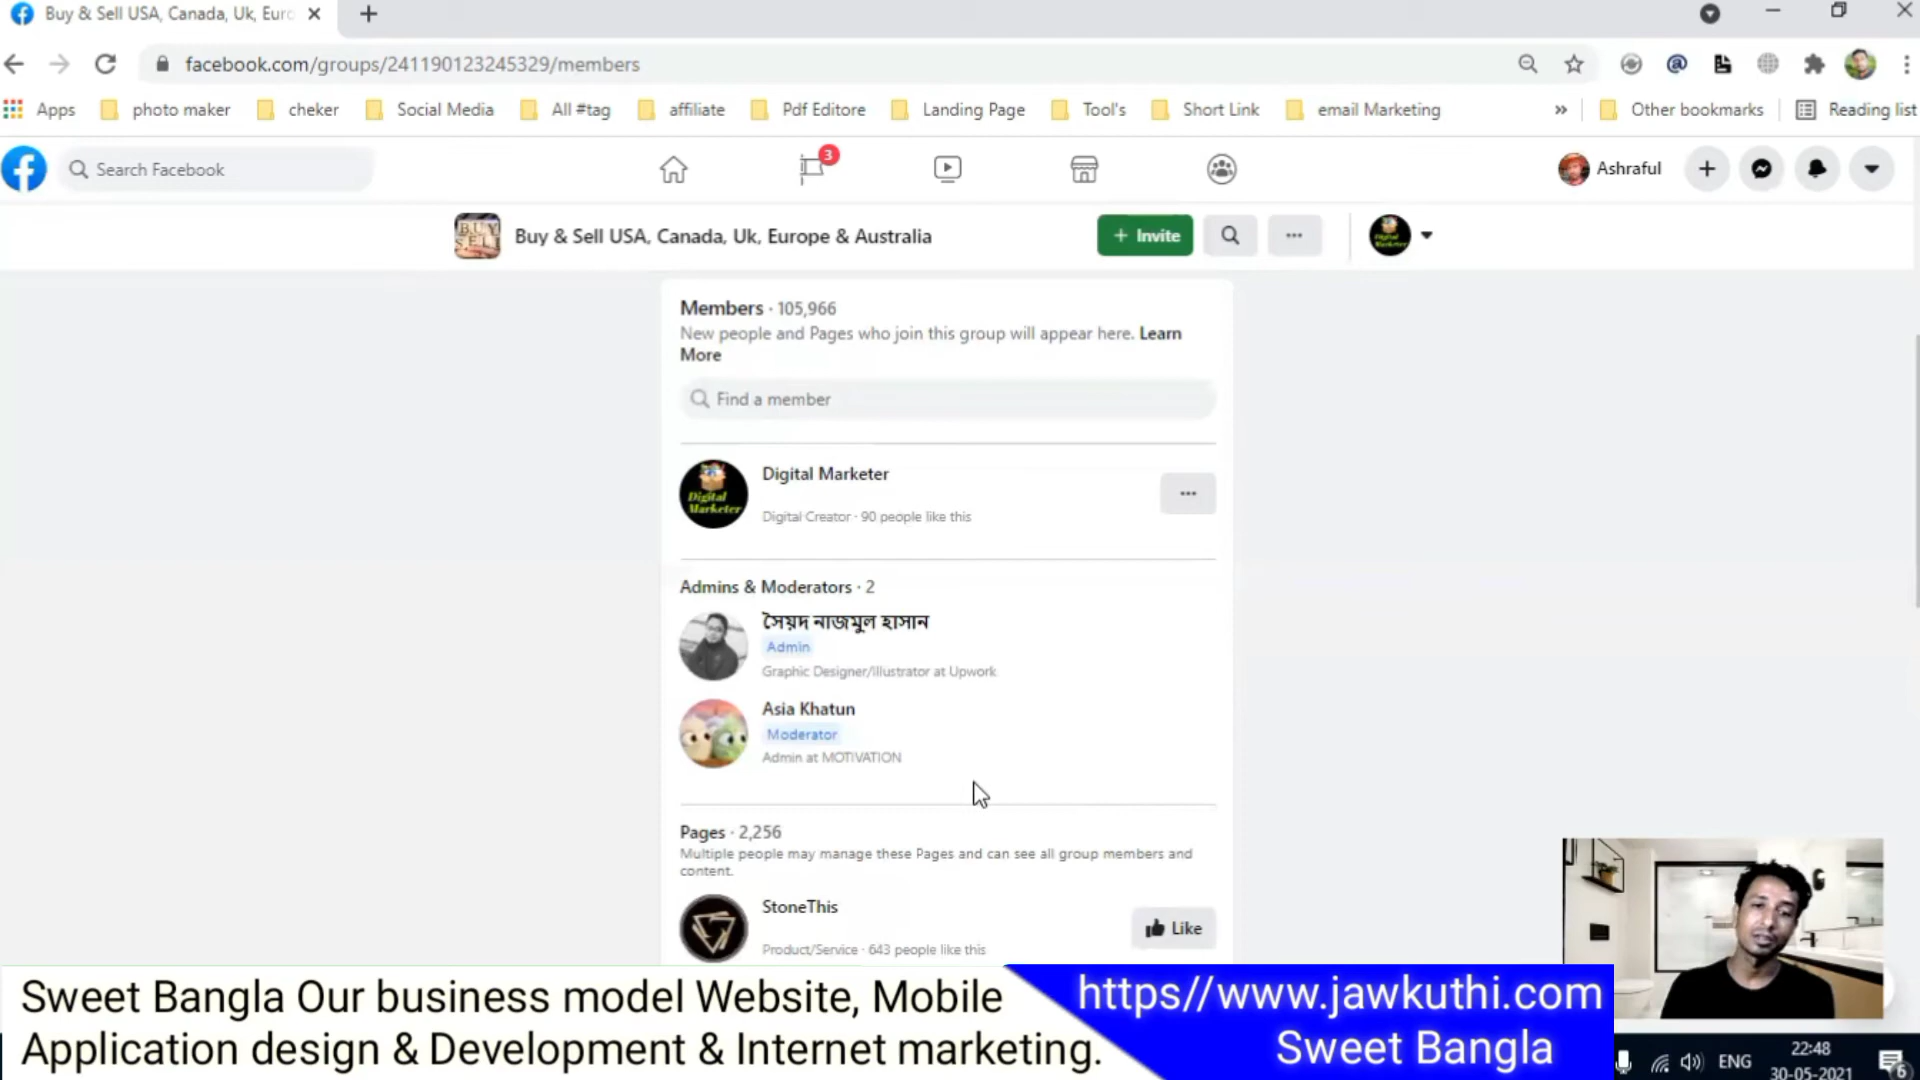 Buy & Sell USA, Canada, Uk, Euro
facebook.com/groups/241190123245329/members
Apps
photo maker
cheker
Social Media
All #tag
affiliate
Pdf Editore
Landing Page
Tool's
Short Link
email Marketing
»
Other bookmarks
Reading list
Search Facebook
3
Ashraful
BUY
SELL
Buy & Sell USA, Canada, Uk, Europe & Australia
+ Invite
Members · 105,966
New people and Pages who join this group will appear here. Learn
More
Find a member
Digital
Marketer
Digital Marketer
Digital Creator · 90 people like this
Admins & Moderators · 2
সৈয়দ নাজমুল হাসান
Admin
Graphic Designer/illustrator at Upwork
Asia Khatun
Moderator
Admin at MOTIVATION
Pages · 2,256
Multiple people may manage these Pages and can see all group members and
content.
StoneThis
Like
Product/Service · 643 people like this
Sweet Bangla Our business model Website, Mobile
Application design & Development & Internet marketing.
https//www.jawkuthi.com
Sweet Bangla
ENG
22:48
30-05-2021
6